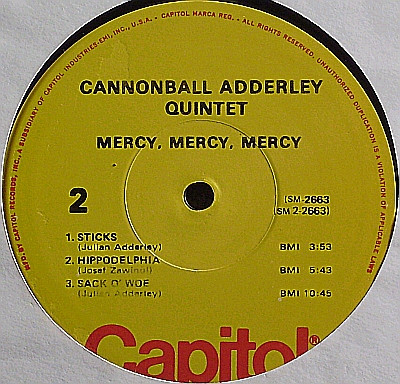 MFD. BY CAPITOL RECORDS, INC., A SUBSIDIARY OF CAPITOL INDUSTRIES-EMI, INC., U.S.A. • CAPITOL MARCA REG. • ALL RIGHTS RESERVED. UNAUTHORIZED DUPLICATION IS A VIOLATION OF APPLICABLE LAWS
CANNONBALL ADDERLEY
QUINTET
MERCY, MERCY, MERCY
2
(SM-2663
(SM 2-2663)
1. STICKS
(Julian Adderley) BMI 3:53
2. HIPPODELPHIA
(Josef Zawinul) BMI 5:43
3. SACK O' WOE
(Julian Adderley) BMI 10:45
Capitol®